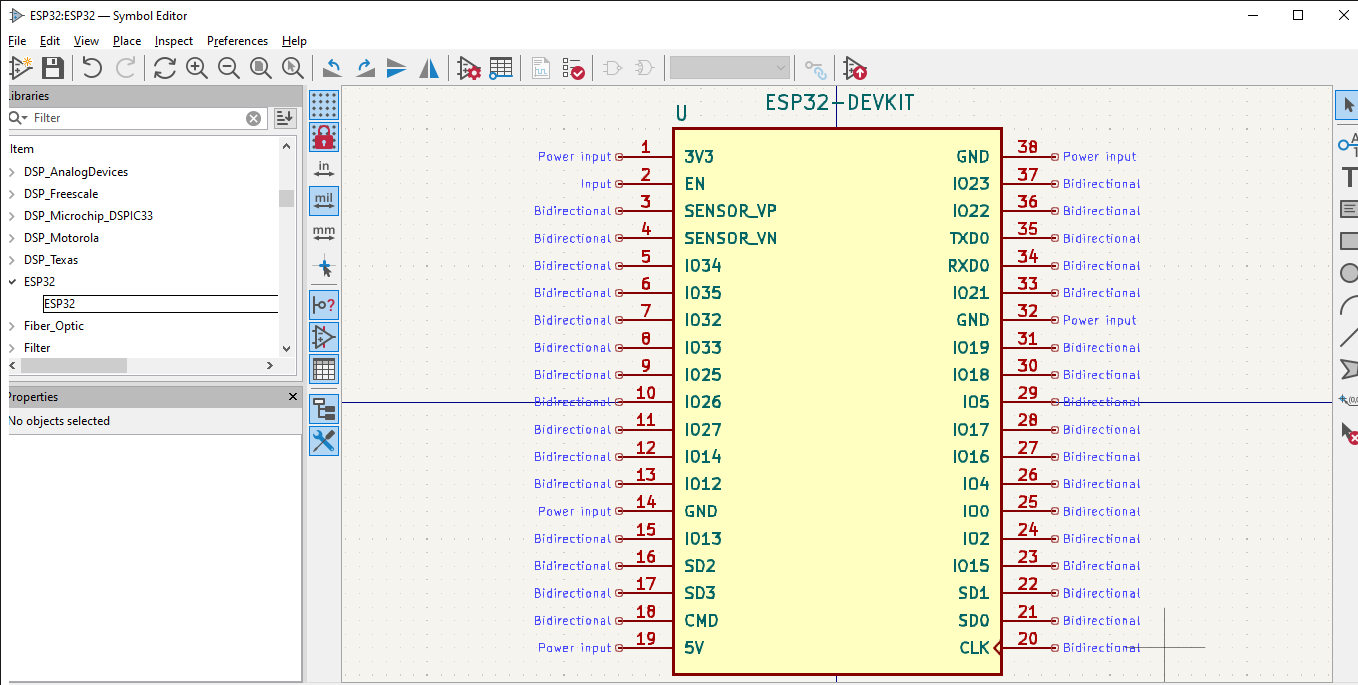 ESP32:ESP32 — Symbol Editor
File Edit View Place Inspect Preferences Help
Libraries
Filter
Item
DSP_AnalogDevices
DSP_Freescale
DSP_Microchip_DSPIC33
DSP_Motorola
DSP_Texas
ESP32
ESP32
Fiber_Optic
Filter
Properties
No objects selected
in
mil
mm
U ESP32-DEVKIT
Power input 1 3V3 GND 38 Power input
Input 2 EN IO23 37 Bidirectional
Bidirectional 3 SENSOR_VP IO22 36 Bidirectional
Bidirectional 4 SENSOR_VN TXD0 35 Bidirectional
Bidirectional 5 IO34 RXD0 34 Bidirectional
Bidirectional 6 IO35 IO21 33 Bidirectional
Bidirectional 7 IO32 GND 32 Power input
Bidirectional 8 IO33 IO19 31 Bidirectional
Bidirectional 9 IO25 IO18 30 Bidirectional
Bidirectional 10 IO26 IO5 29 Bidirectional
Bidirectional 11 IO27 IO17 28 Bidirectional
Bidirectional 12 IO14 IO16 27 Bidirectional
Bidirectional 13 IO12 IO4 26 Bidirectional
Power input 14 GND IO0 25 Bidirectional
Bidirectional 15 IO13 IO2 24 Bidirectional
Bidirectional 16 SD2 IO15 23 Bidirectional
Bidirectional 17 SD3 SD1 22 Bidirectional
Bidirectional 18 CMD SD0 21 Bidirectional
Power input 19 5V CLK 20 Bidirectional